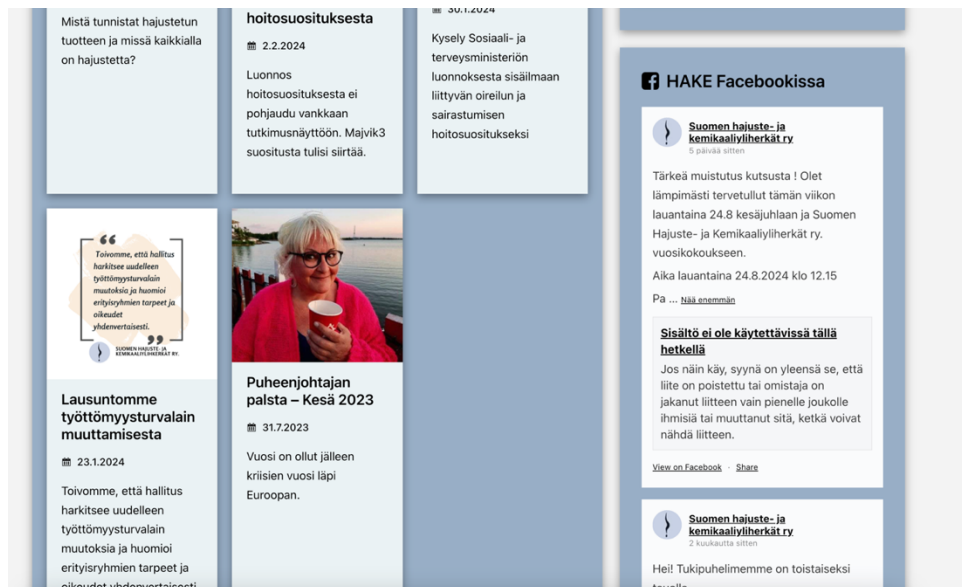 Mistä tunnistat hajustetun
tuotteen ja missä kaikkialla
on hajustetta?
hoitosuosituksesta
2.2.2024
Luonnos
hoitosuosituksesta ei
pohjaudu vankkaan
tutkimusnäyttöön. Majvik3
suositusta tulisi siirtää.
30.1.2024
Kysely Sosiaali- ja
terveysministeriön
luonnoksesta sisäilmaan
liittyvän oireilun ja
sairastumisen
hoitosuositukseksi
Toivomme, että hallitus
harkitsee uudelleen
työttömyysturvalain
muutoksia ja huomioi
erityisryhmien tarpeet ja
oikeudet
yhdenvertaisesti.
SUOMEN HAJUSTE- JA
KEMIKAALIYLIHERKÄT RY.
Lausuntomme
työttömyysturvalain
muuttamisesta
23.1.2024
Toivomme, että hallitus
harkitsee uudelleen
työttömyysturvalain
muutoksia ja huomioi
erityisryhmien tarpeet ja
oikeudet yhdenvertaisesti
Puheenjohtajan
palsta – Kesä 2023
31.7.2023
Vuosi on ollut jälleen
kriisien vuosi läpi
Euroopan.
HAKE Facebookissa
Suomen hajuste- ja
kemikaaliyliherkät ry
5 päivää sitten
Tärkeä muistutus kutsusta ! Olet
lämpimästi tervetullut tämän viikon
lauantaina 24.8 kesäjuhlaan ja Suomen
Hajuste- ja Kemikaaliyliherkät ry.
vuosikokoukseen.
Aika lauantaina 24.8.2024 klo 12.15
Pa ... Nää enemmän
Sisältö ei ole käytettävissä tällä
hetkellä
Jos näin käy, syynä on yleensä se, että
liite on poistettu tai omistaja on
jakanut liitteen vain pienelle joukolle
ihmisiä tai muuttanut sitä, ketkä voivat
nähdä liitteen.
View on Facebook · Share
Suomen hajuste- ja
kemikaaliyliherkät ry
2 kuukautta sitten
Hei! Tukipuhelimemme on toistaiseksi